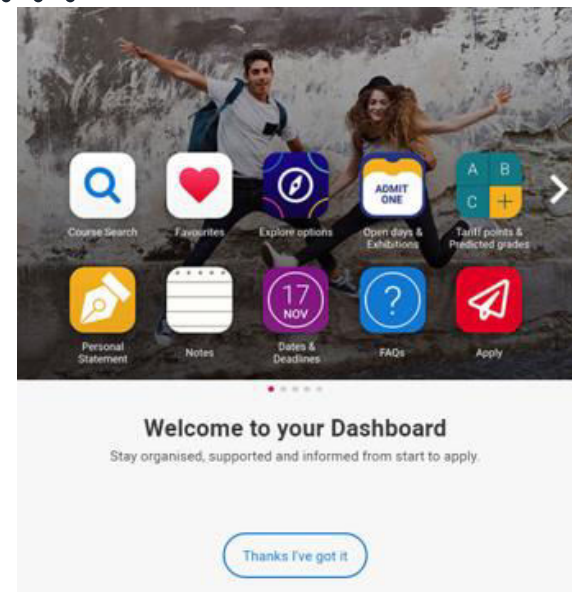 ADMIT
ONE
A B
C +
Course Search
Favourites
Explore options
Open days &
Exhibitions
Tariff points &
Predicted grades
17
NOV
?
Personal
Statement
Notes
Dates &
Deadlines
FAQs
Apply
Welcome to your Dashboard
Stay organised, supported and informed from start to apply.
Thanks I've got it